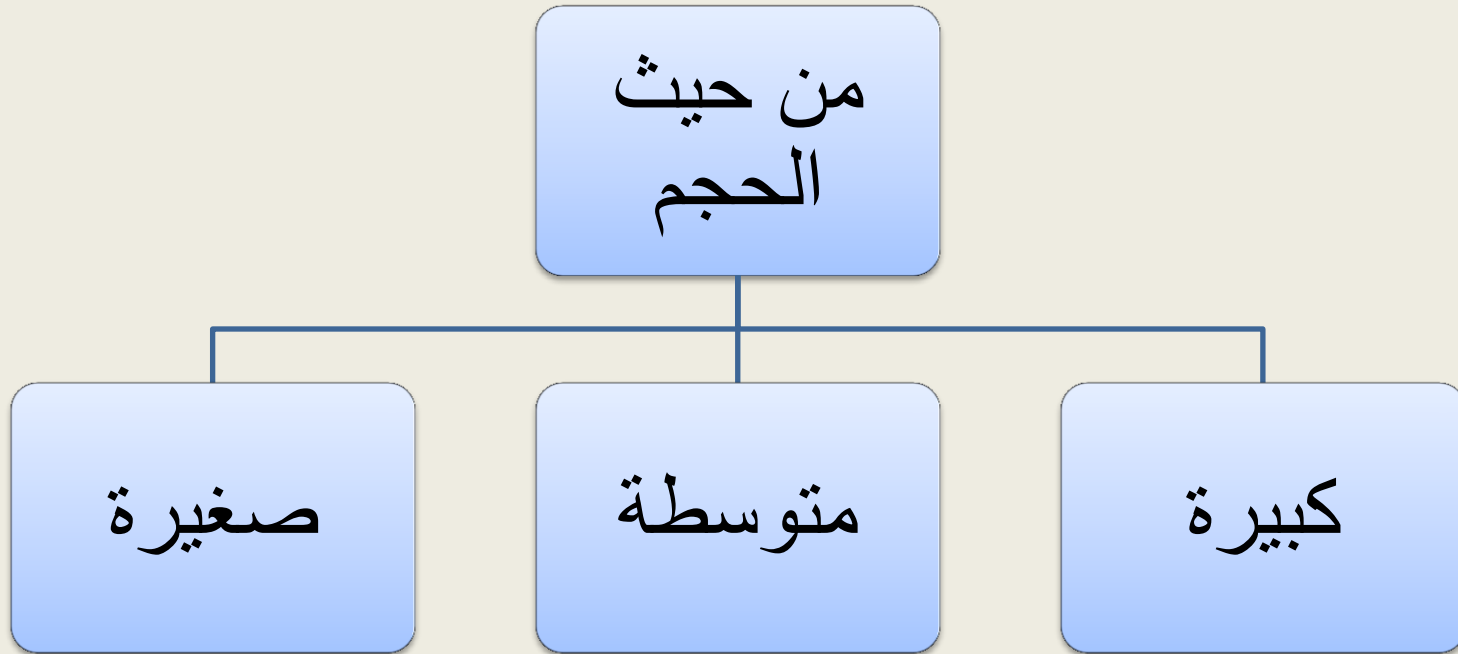 من حيث
الحجم
كبيرة
متوسطة
صغيرة